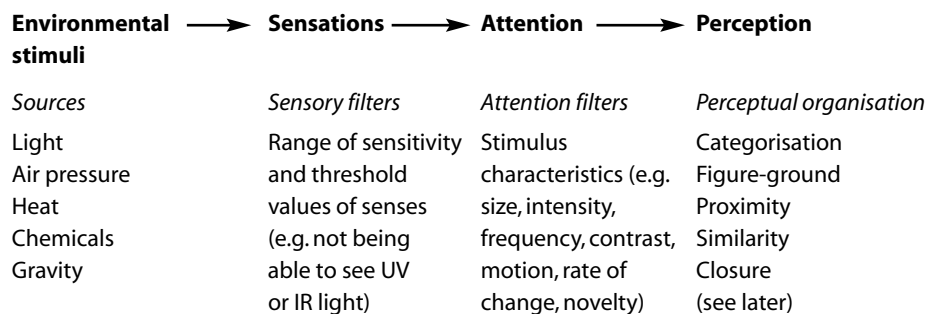 Environmental stimuli
Sensations
Attention
Perception
Sources
Light
Air pressure
Heat
Chemicals
Gravity
Sensory filters
Range of sensitivity
and threshold
values of senses
(e.g. not being
able to see UV
or IR light)
Attention filters
Stimulus
characteristics (e.g.
size, intensity,
frequency, contrast,
motion, rate of
change, novelty)
Perceptual organisation
Categorisation
Figure-ground
Proximity
Similarity
Closure
(see later)